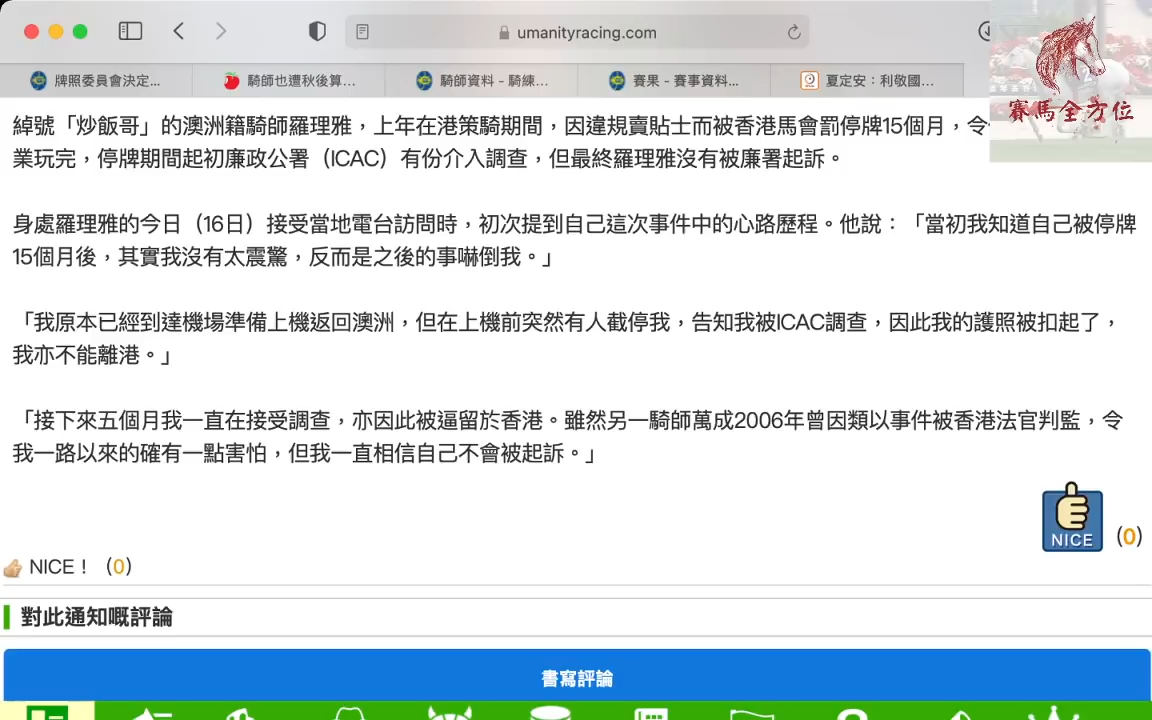 umanityracing.com
牌照委員會決定...
騎師也遭秋後算...
騎師資料 - 騎練...
賽果 - 賽事資料...
夏定安：利敬國...
賽馬全方位
綽號「炒飯哥」的澳洲籍騎師羅理雅，上年在港策騎期間，因違規賣貼士而被香港馬會罰停牌15個月，令
業玩完，停牌期間起初廉政公署（ICAC）有份介入調查，但最終羅理雅沒有被廉署起訴。
身處羅理雅的今日（16日）接受當地電台訪問時，初次提到自己這次事件中的心路歷程。他說：「當初我知道自己被停牌
15個月後，其實我沒有太震驚，反而是之後的事嚇倒我。」
「我原本已經到達機場準備上機返回澳洲，但在上機前突然有人截停我，告知我被ICAC調查，因此我的護照被扣起了，
我亦不能離港。」
「接下來五個月我一直在接受調查，亦因此被逼留於香港。雖然另一騎師萬成2006年曾因類以事件被香港法官判監，令
我一路以來的確有一點害怕，但我一直相信自己不會被起訴。」
NICE
(0)
NICE！（0）
對此通知嘅評論
書寫評論